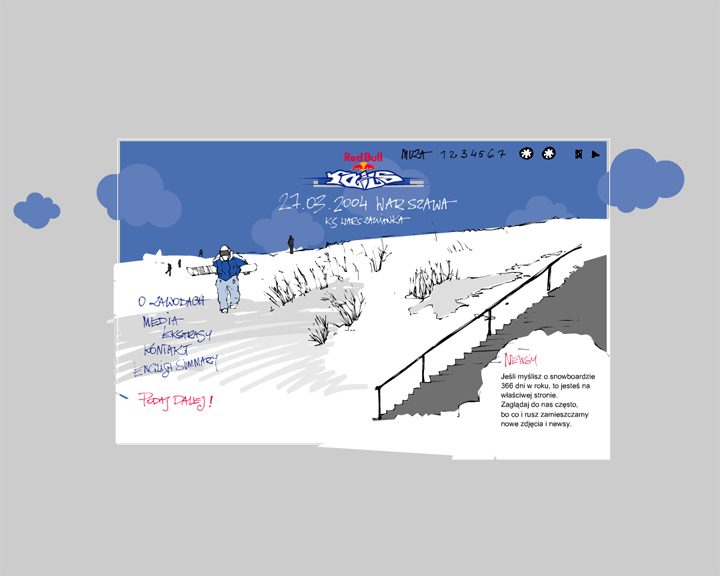 Red Bull
rails
MUZA 1 2 3 4 5 6 7
27.03.2004 WARSZAWA
KS WARSZAWIANKA
O ZAWODACH
MEDIA
EKSTRASY
KONTAKT
ENGLISH SUMMARY
PODAJ DALEJ!
NEWSY
Jeśli myślisz o snowboardzie
366 dni w roku, to jesteś na
właściwej stronie.
Zaglądaj do nas często,
bo co i rusz zamieszczamy
nowe zdjęcia i newsy.